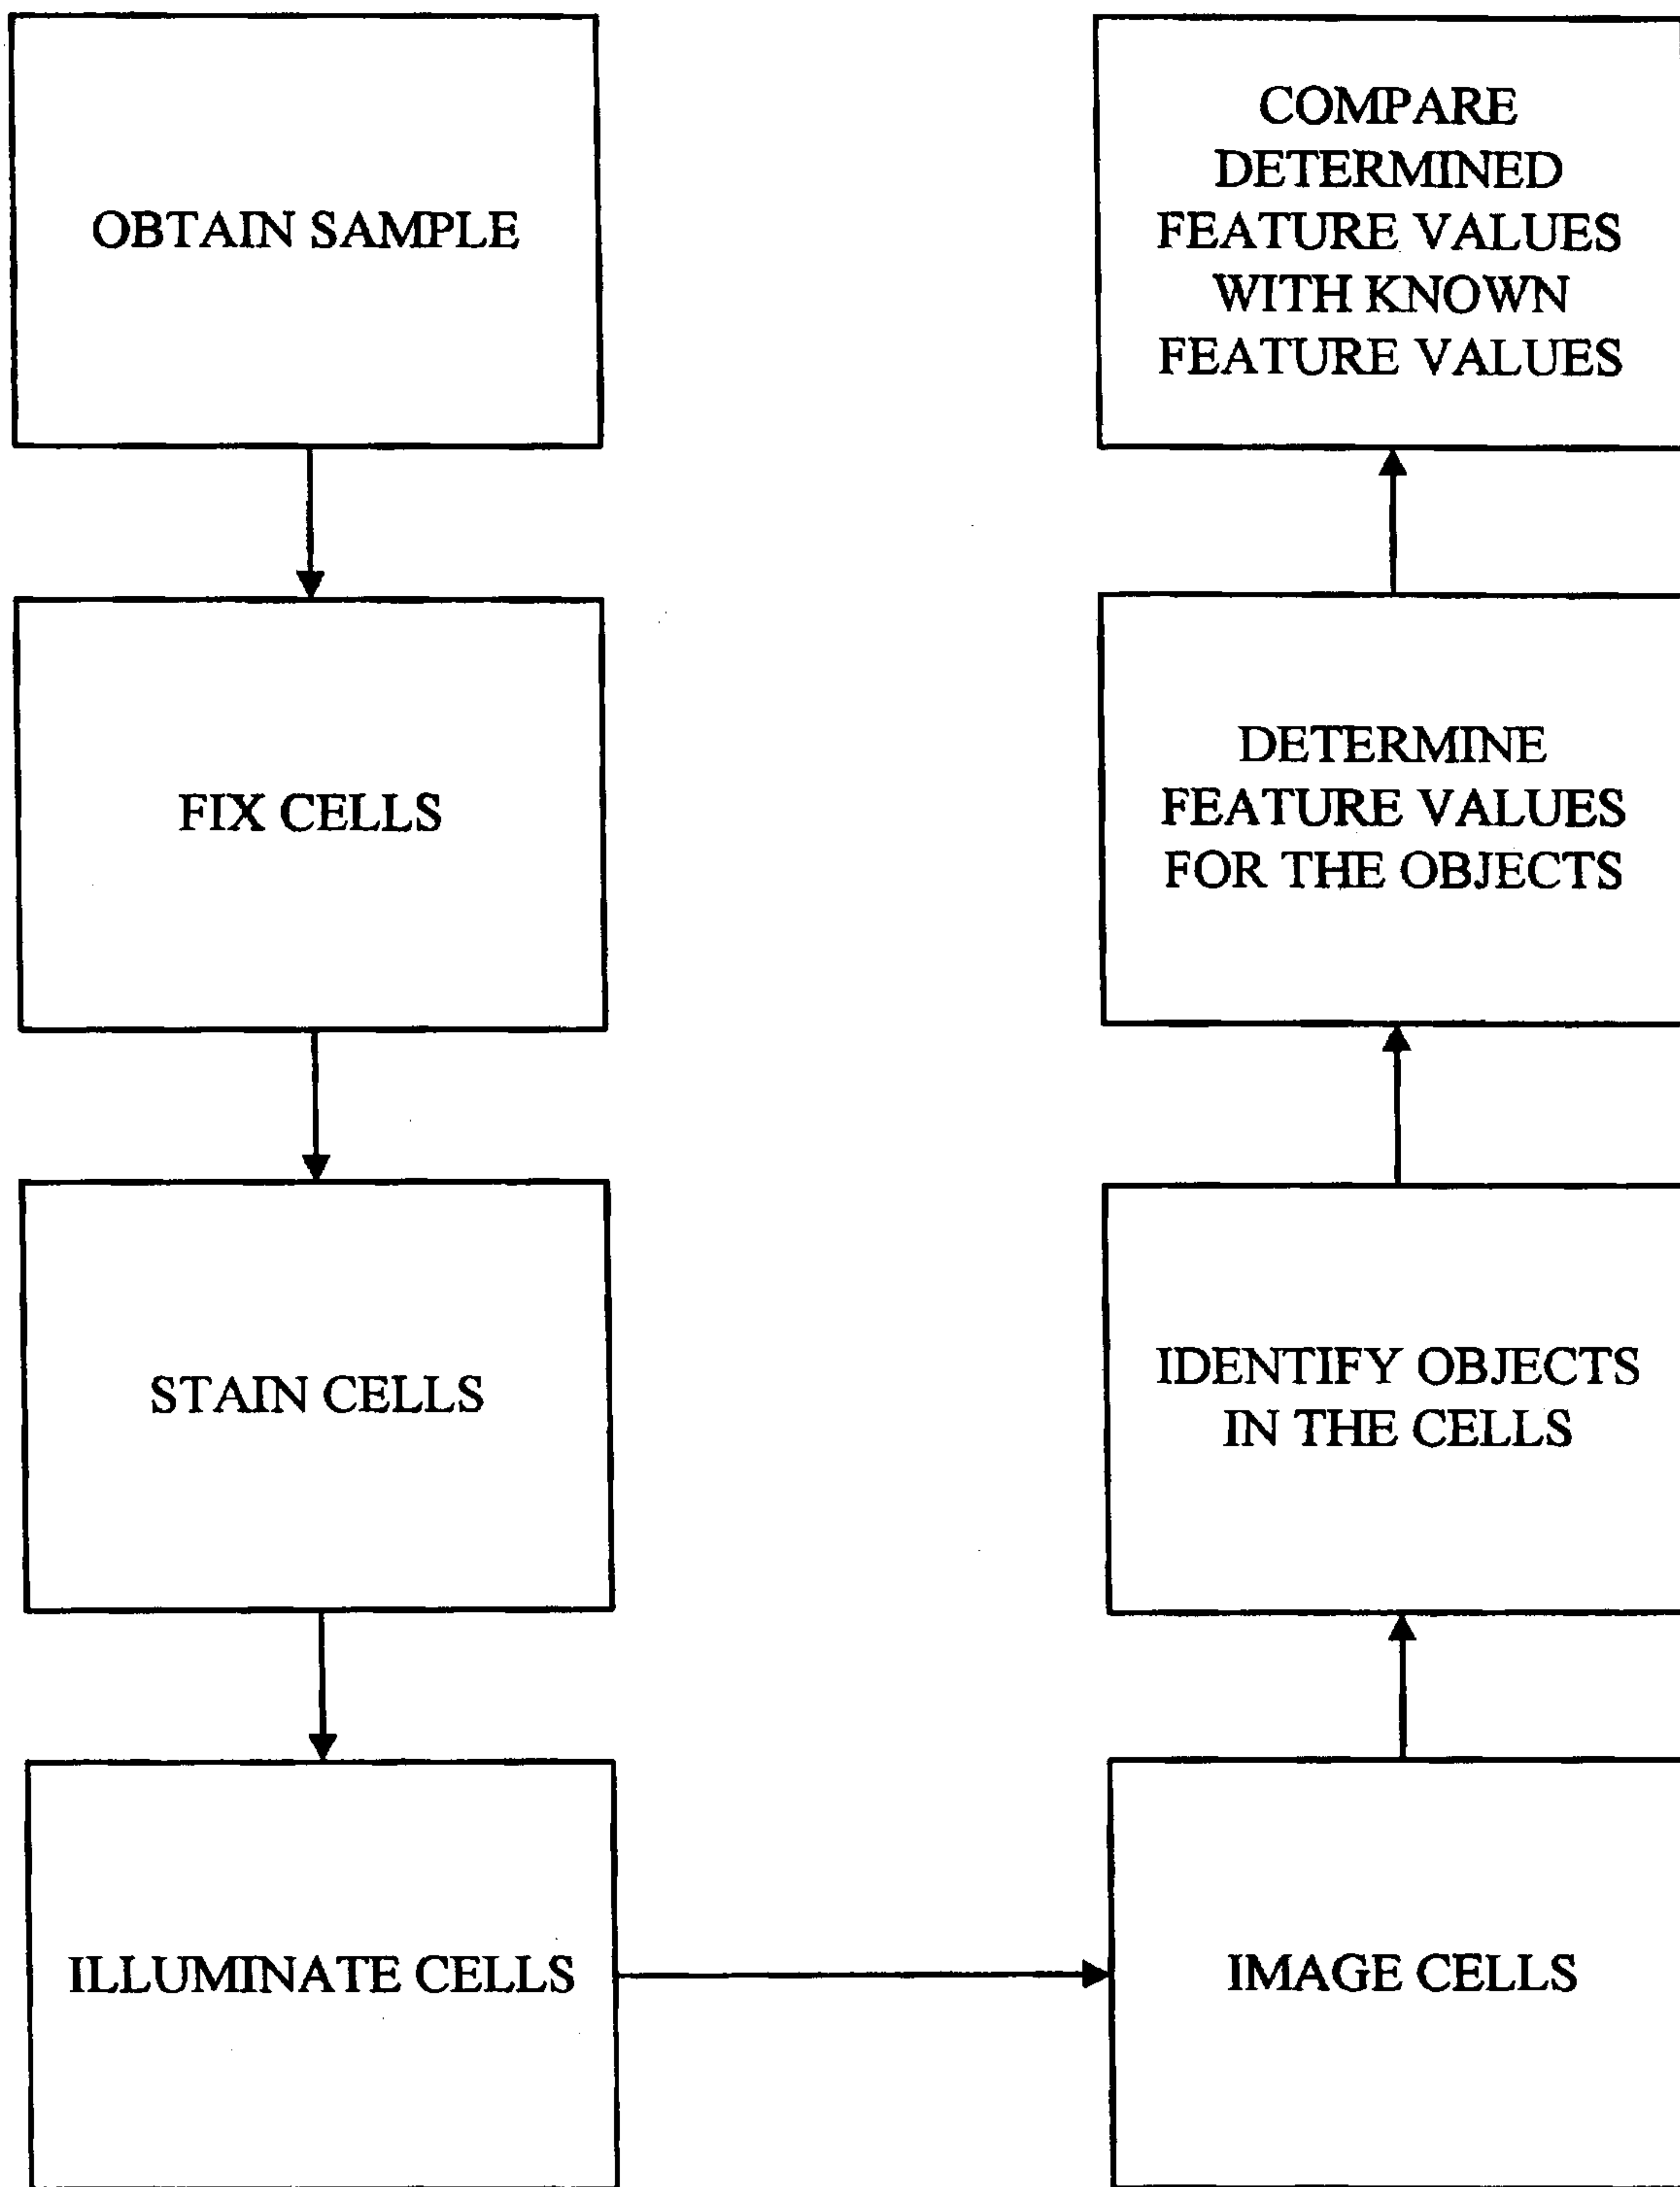 OBTAIN SAMPLE
FIX CELLS
STAIN CELLS
ILLUMINATE CELLS
IMAGE CELLS
IDENTIFY OBJECTS
IN THE CELLS
DETERMINE
FEATURE VALUES
FOR THE OBJECTS
COMPARE
DETERMINED
FEATURE VALUES
WITH KNOWN
FEATURE VALUES